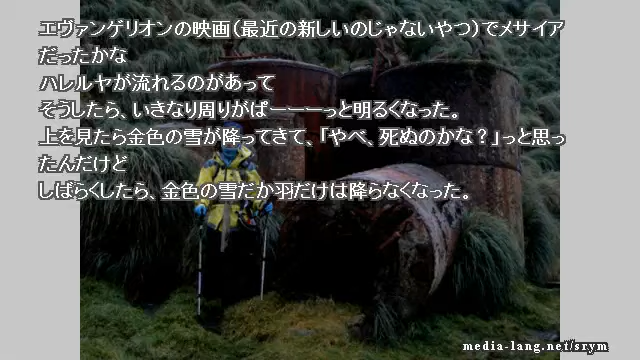 エヴァンゲリオンの映画（最近の新しいのじゃないやつ）でメサイア
だったかな
ハレルヤが流れるのがあって
そうしたら、いきなり周りがぱーーーっと明るくなった。
上を見たら金色の雪が降ってきて、「やべ、死ぬのかな？」っと思っ
たんだけど
しばらくしたら、金色の雪だか羽だけは降らなくなった。
media-lang.net/srym